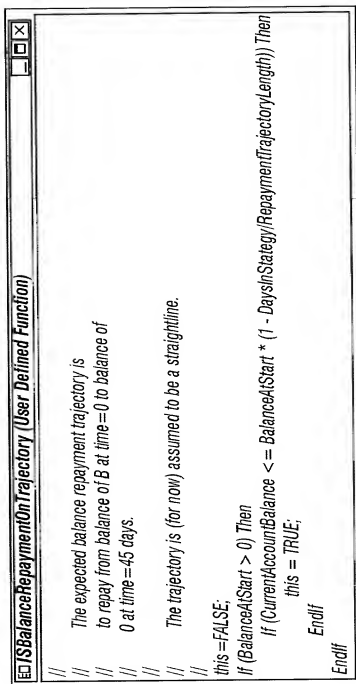 ISBalanceRepaymentOnTrajectory (User Defined Function)
//
// The expected balance repayment trajectory is
// to repay from balance of B at time=0 to balance of
// 0 at time=45 days.
//
// The trajectory is (for now) assumed to be a straightline.
//
this =FALSE;
If (BalanceAtStart > 0) Then
If (CurrentAccountBalance <= BalanceAtStart * (1 - DaysInStategy/RepaymentTrajectoryLength)) Then
this = TRUE;
EndIf
EndIf